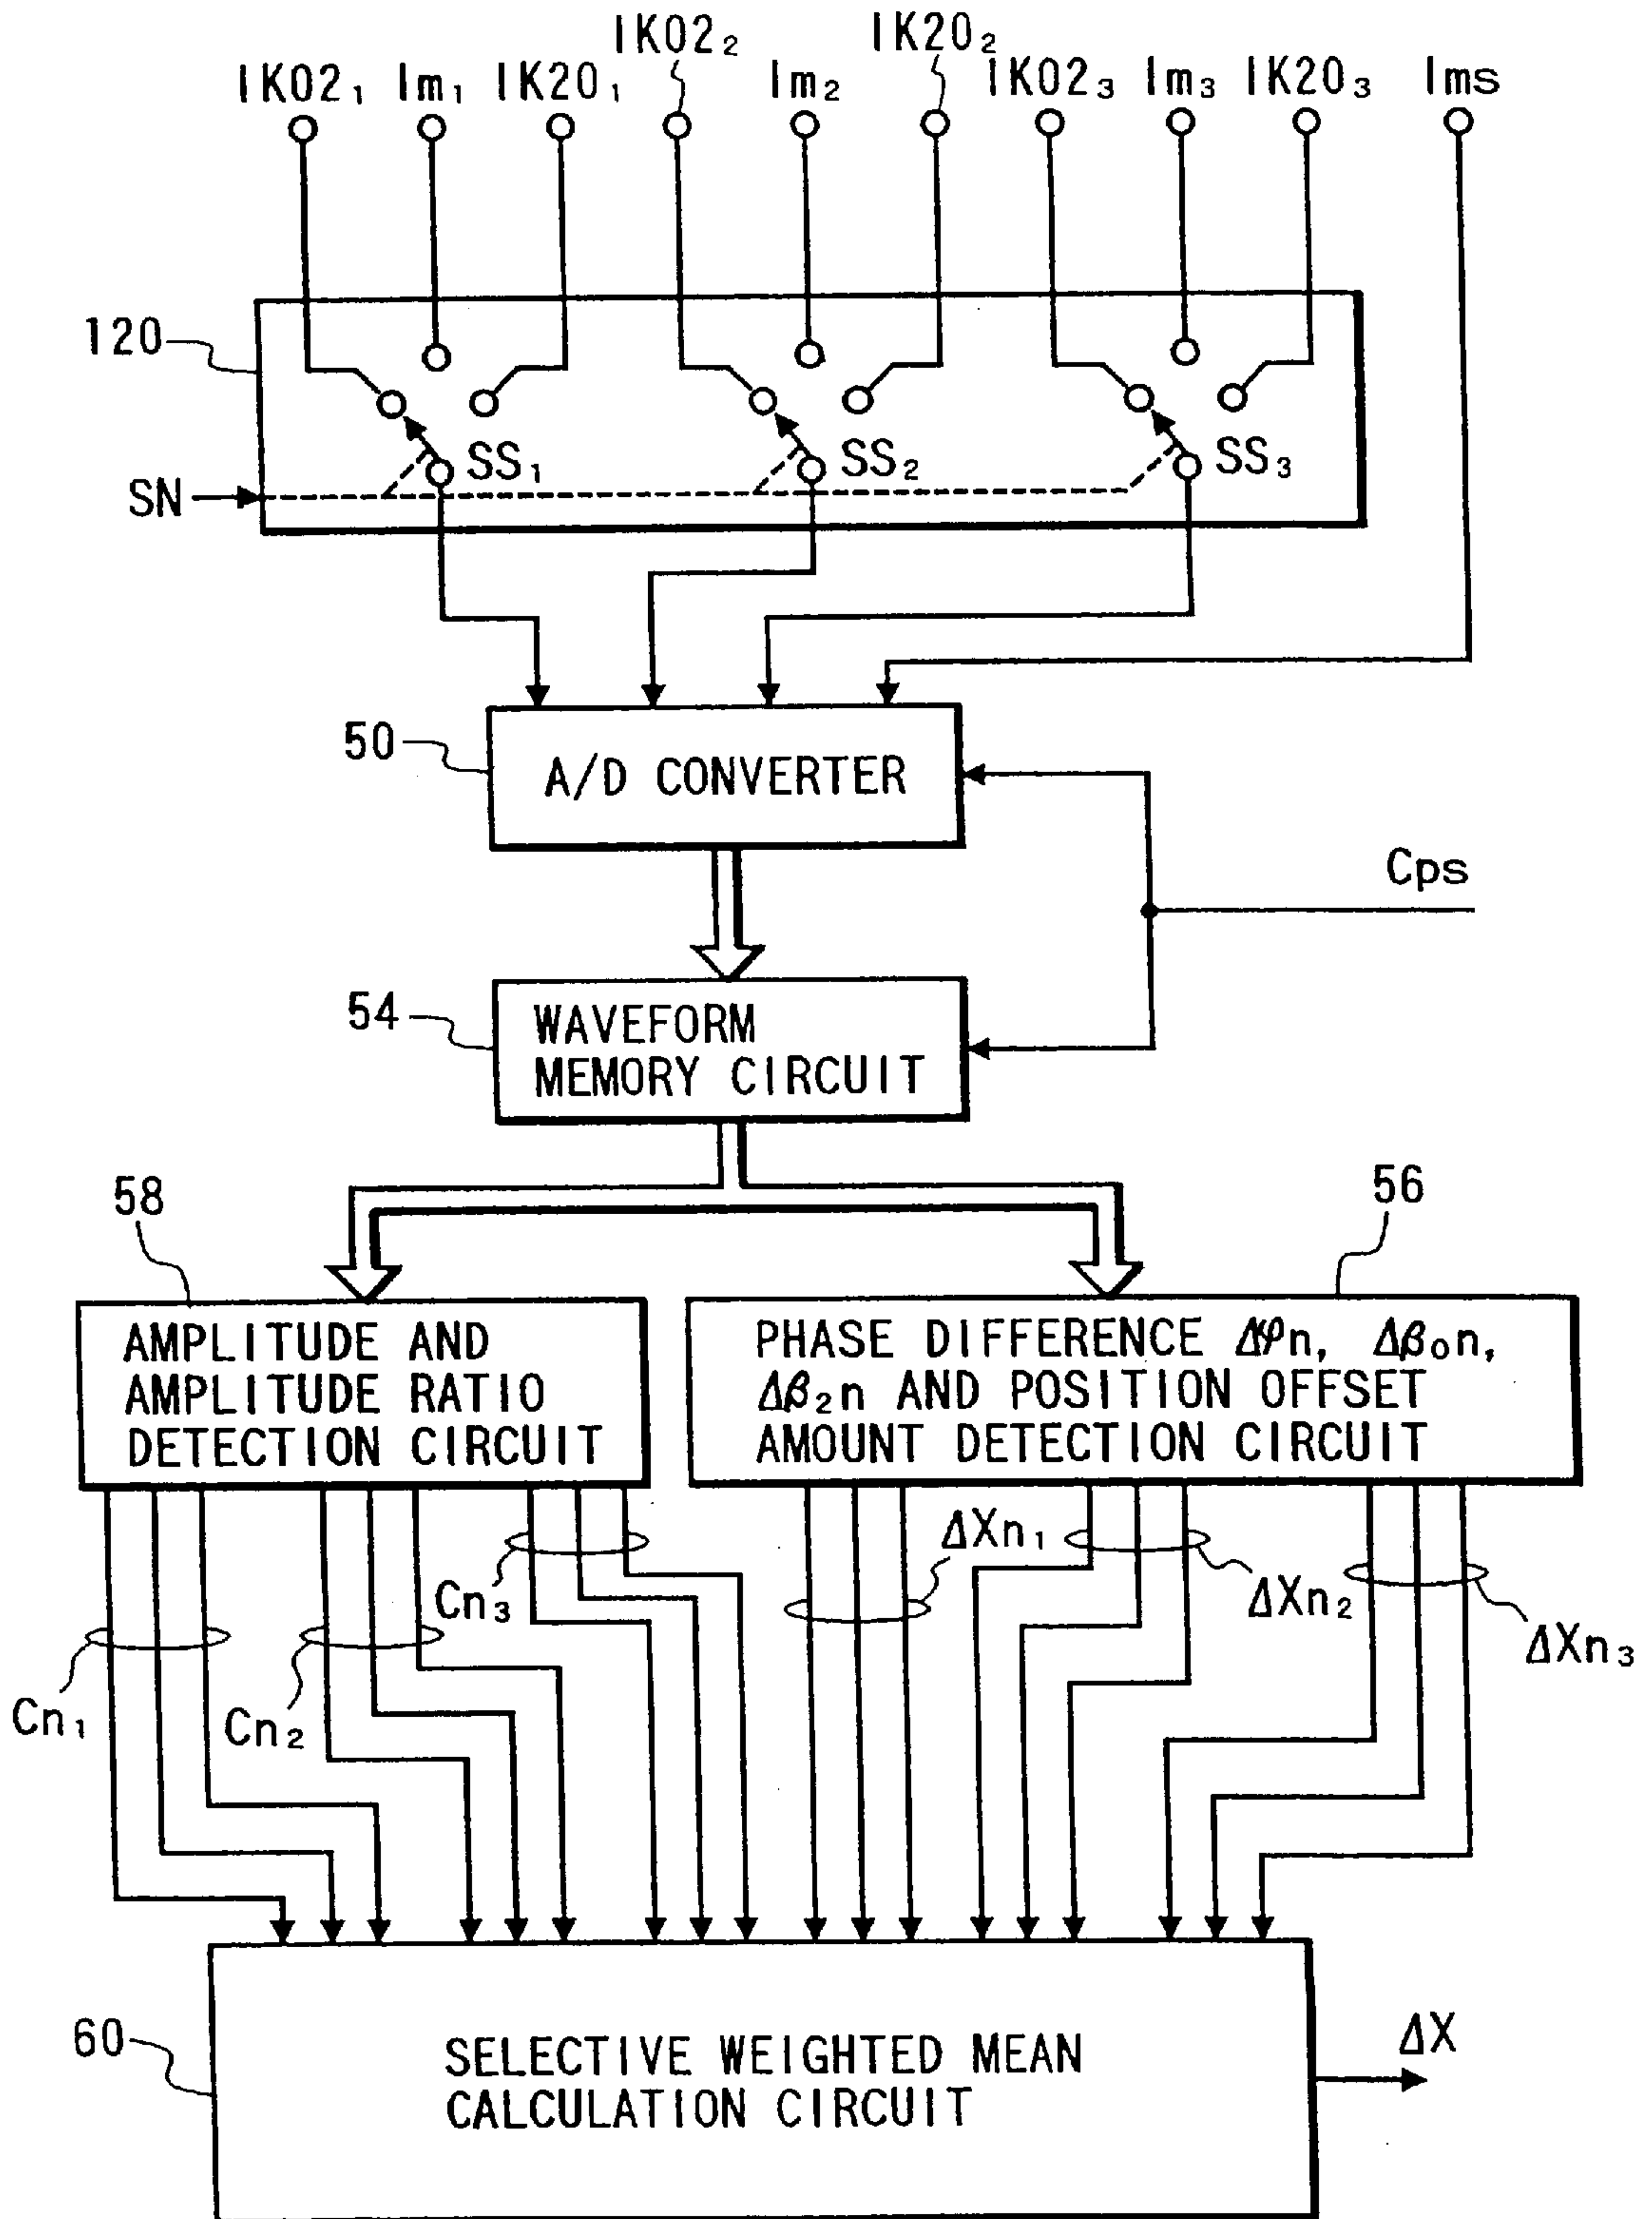 IK02₂ IK20₂
IK02₁ Im₁ IK20₁ Im₂ IK02₃ Im₃ IK20₃ Ims
120
SS₁ SS₂ SS₃
SN
50
A/D CONVERTER
Cps
54
WAVEFORM
MEMORY CIRCUIT
58
56
AMPLITUDE AND
AMPLITUDE RATIO
DETECTION CIRCUIT
PHASE DIFFERENCE Δφn, Δβ₀n,
Δβ₂n AND POSITION OFFSET
AMOUNT DETECTION CIRCUIT
Cn₃
ΔXn₁
ΔXn₂
ΔXn₃
Cn₁
Cn₂
60
SELECTIVE WEIGHTED MEAN
CALCULATION CIRCUIT
ΔX